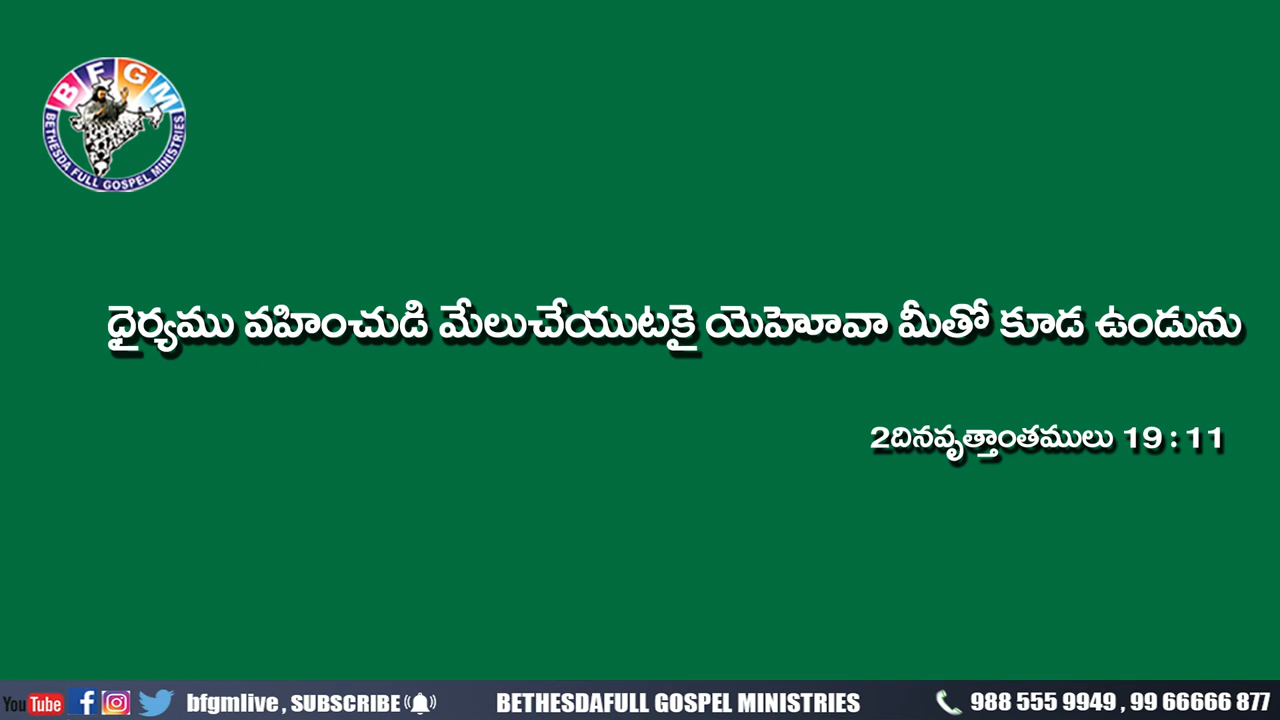 BFGM
BETHESDA FULL GOSPEL MINISTRIES
ధైర్యము వహించుడి మేలుచేయుటకై యెహెూవా మీతో కూడ ఉండును
2దినవృత్తాంతములు 19 : 11
YouTube bfgmlive , SUBSCRIBE BETHESDAFULL GOSPEL MINISTRIES 988 555 9949 , 99 66666 877